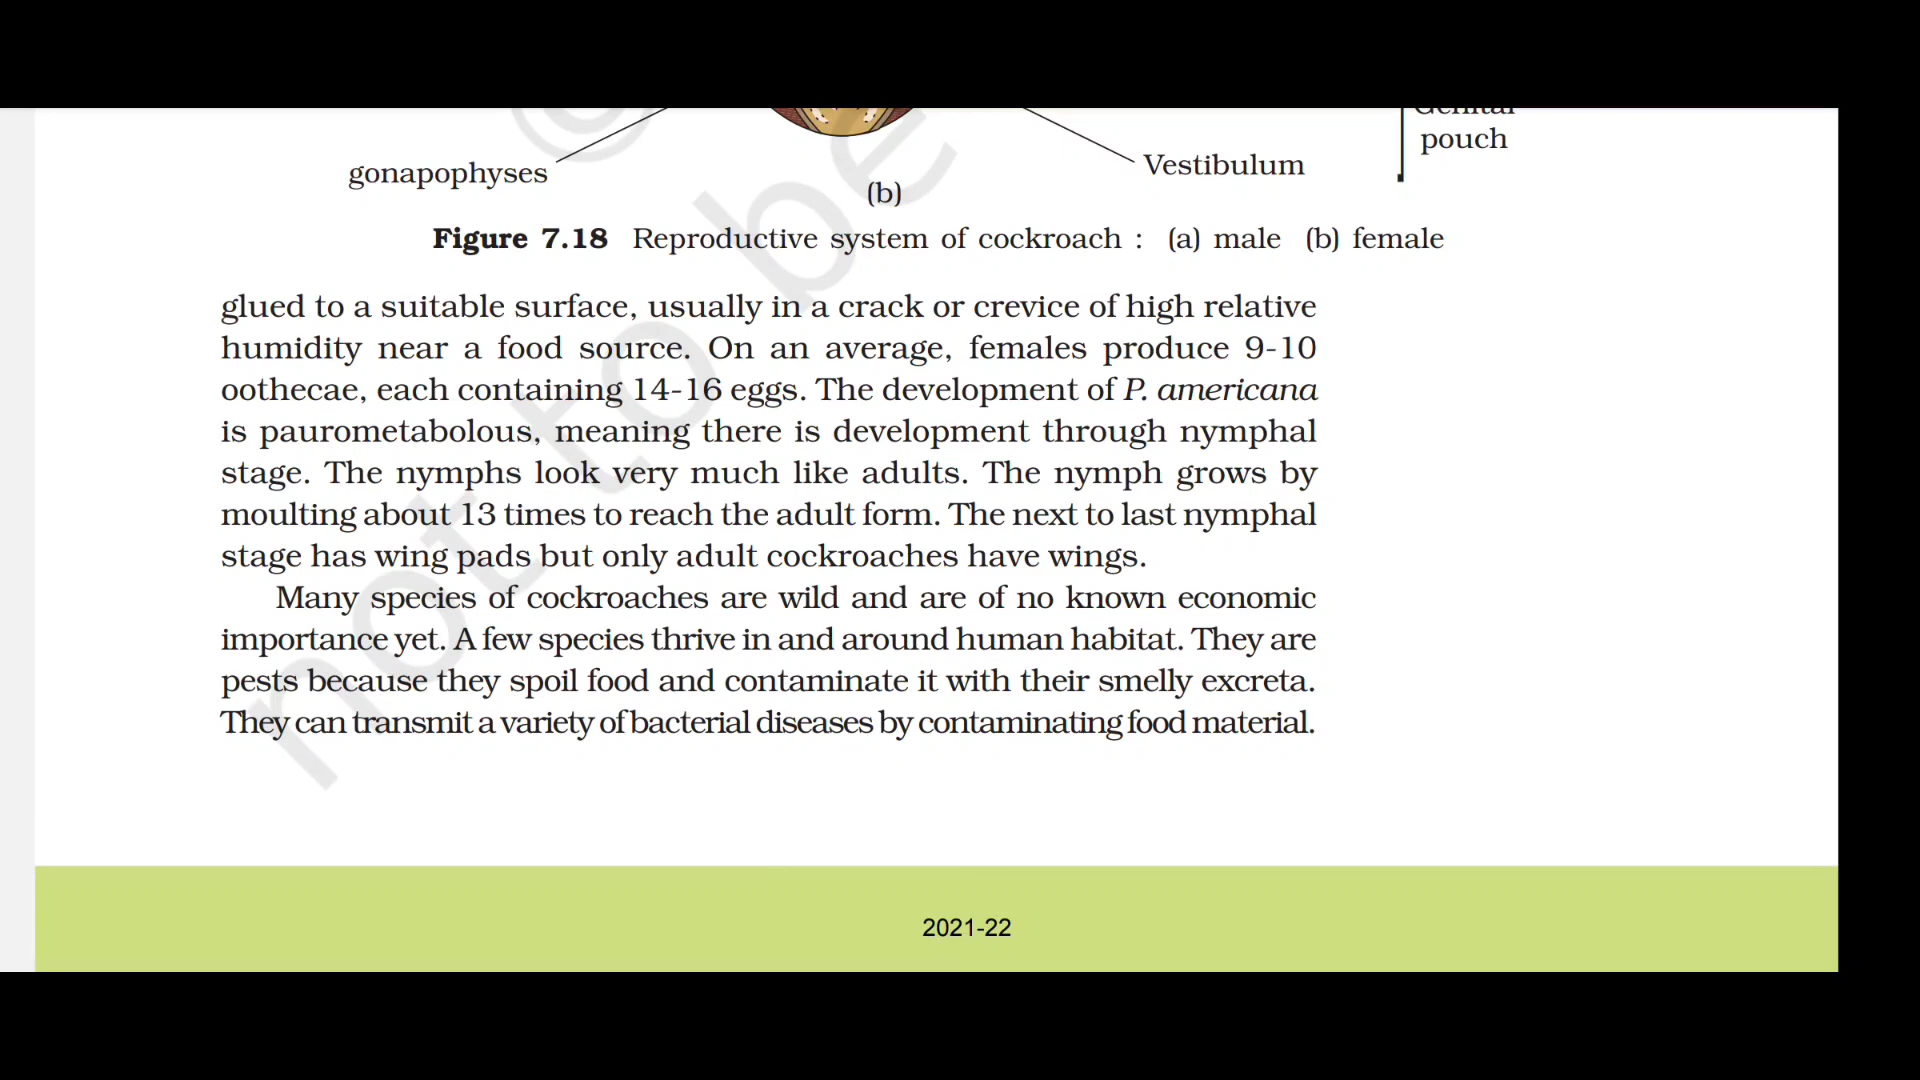 Genital
pouch
gonapophyses
Vestibulum
(b)
Figure 7.18 Reproductive system of cockroach : (a) male (b) female
glued to a suitable surface, usually in a crack or crevice of high relative
humidity near a food source. On an average, females produce 9-10
oothecae, each containing 14-16 eggs. The development of P. americana
is paurometabolous, meaning there is development through nymphal
stage. The nymphs look very much like adults. The nymph grows by
moulting about 13 times to reach the adult form. The next to last nymphal
stage has wing pads but only adult cockroaches have wings.
Many species of cockroaches are wild and are of no known economic
importance yet. A few species thrive in and around human habitat. They are
pests because they spoil food and contaminate it with their smelly excreta.
They can transmit a variety of bacterial diseases by contaminating food material.
not to be
©
2021-22